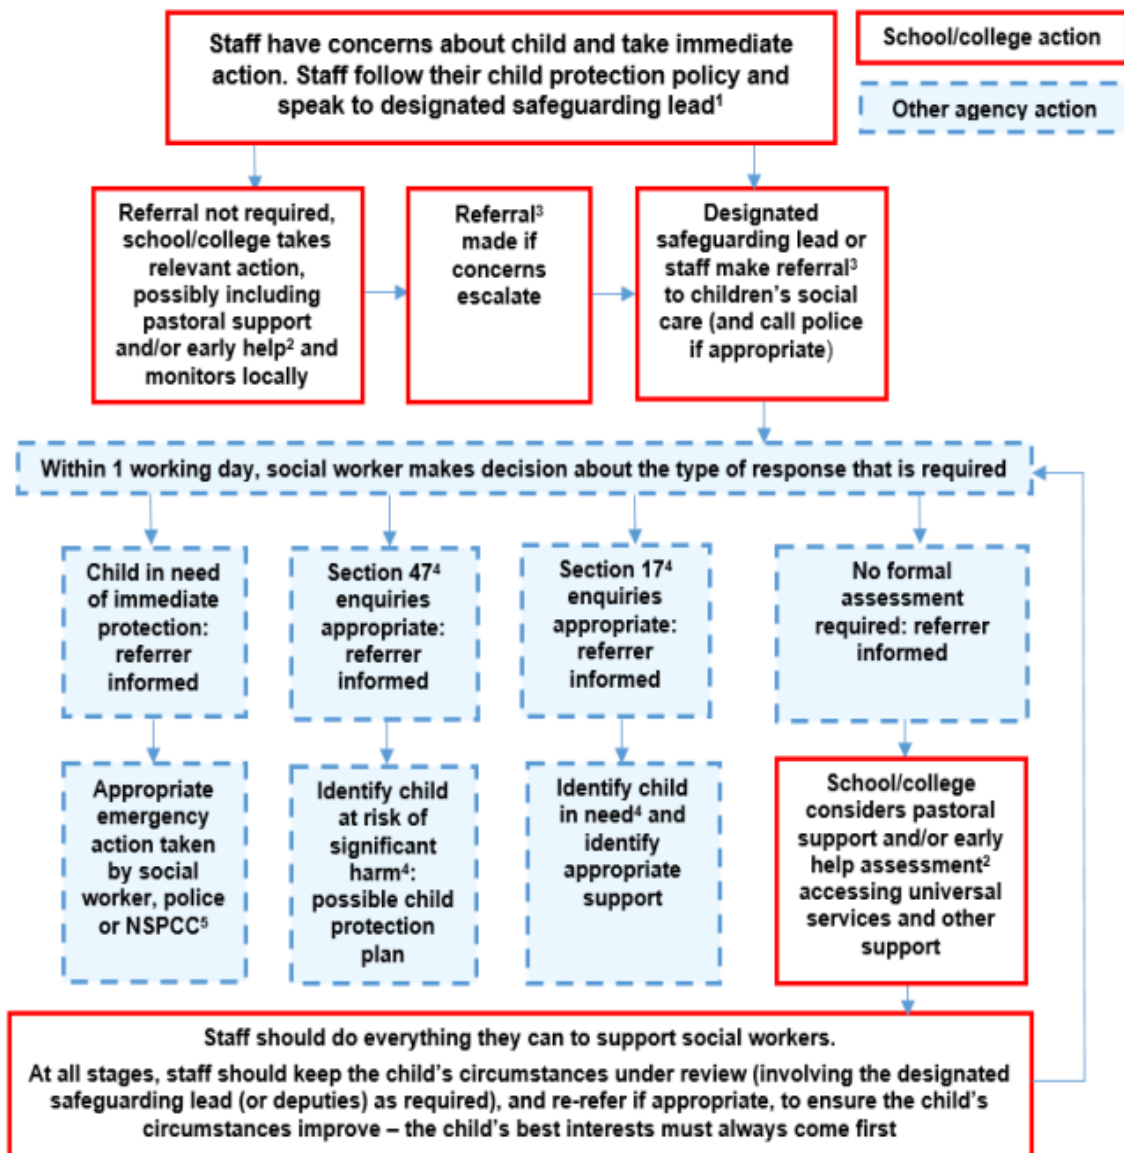 Staff have concerns about child and take immediate
action. Staff follow their child protection policy and
speak to designated safeguarding lead¹
School/college action
Other agency action
Referral not required,
school/college takes
relevant action,
possibly including
pastoral support
and/or early help² and
monitors locally
Referral³
made if
concerns
escalate
Designated
safeguarding lead or
staff make referral³
to children’s social
care (and call police
if appropriate)
Within 1 working day, social worker makes decision about the type of response that is required
Child in need
of immediate
protection:
referrer
informed
Section 47⁴
enquiries
appropriate:
referrer
informed
Section 17⁴
enquiries
appropriate:
referrer
informed
No formal
assessment
required: referrer
informed
Appropriate
emergency
action taken
by social
worker, police
or NSPCC⁵
Identify child
at risk of
significant
harm⁴:
possible child
protection
plan
Identify child
in need⁴ and
identify
appropriate
support
School/college
considers pastoral
support and/or early
help assessment²
accessing universal
services and other
support
Staff should do everything they can to support social workers.
At all stages, staff should keep the child’s circumstances under review (involving the designated
safeguarding lead (or deputies) as required), and re-refer if appropriate, to ensure the child’s
circumstances improve – the child’s best interests must always come first